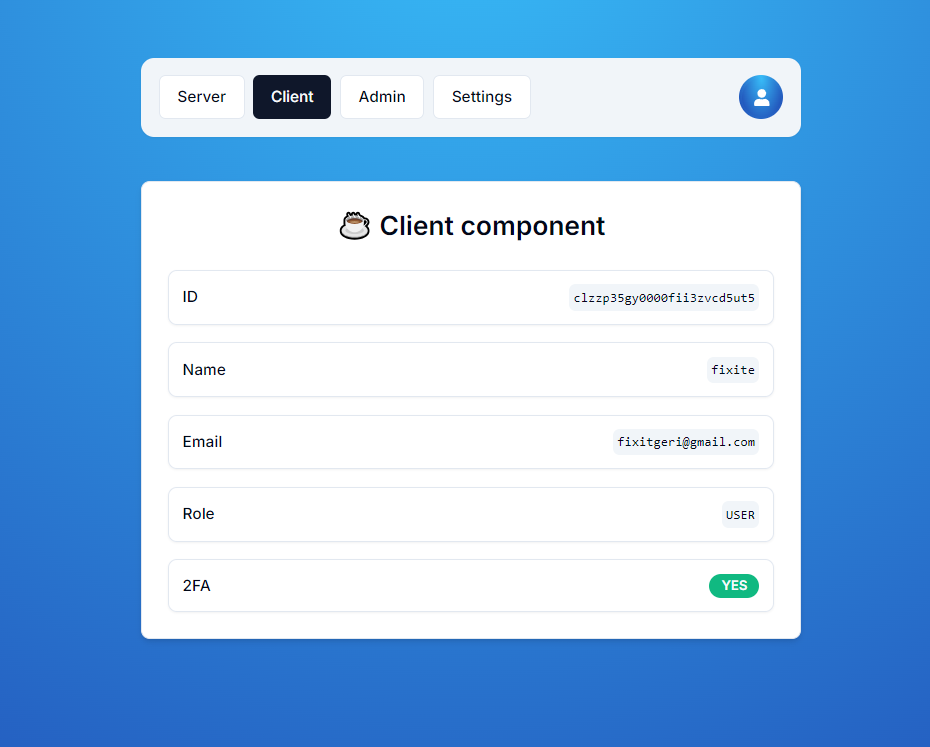 Server Client Admin Settings
☕ Client component
ID clzzp35gy0000fii3zvcd5ut5
Name fixite
Email fixitgeri@gmail.com
Role USER
2FA YES